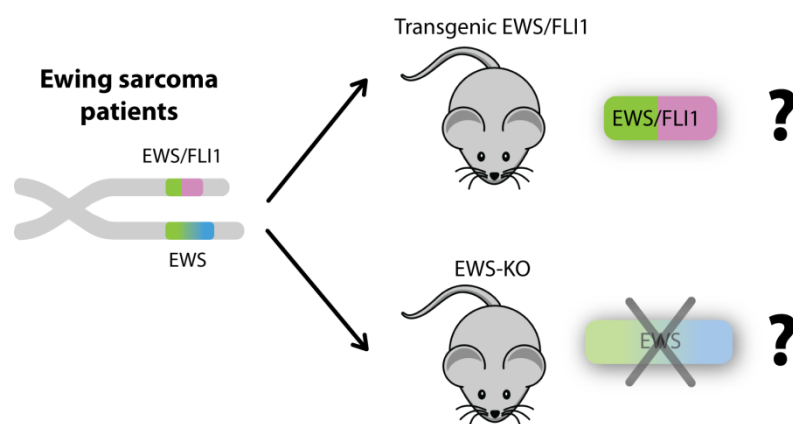 Transgenic EWS/FLI1
Ewing sarcoma
patients
EWS/FLI1
EWS/FLI1
?
EWS
EWS-KO
EWS
?